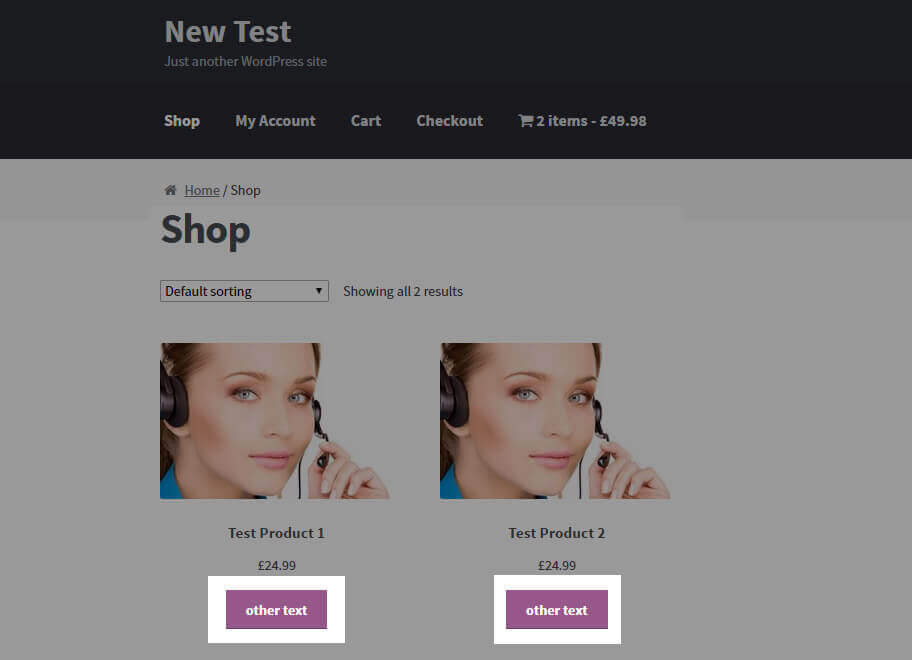 New Test
Just another WordPress site
Shop My Account Cart Checkout 2 items - £49.98
Home / Shop
Shop
Default sorting Showing all 2 results
Test Product 1 Test Product 2
£24.99 £24.99
other text other text